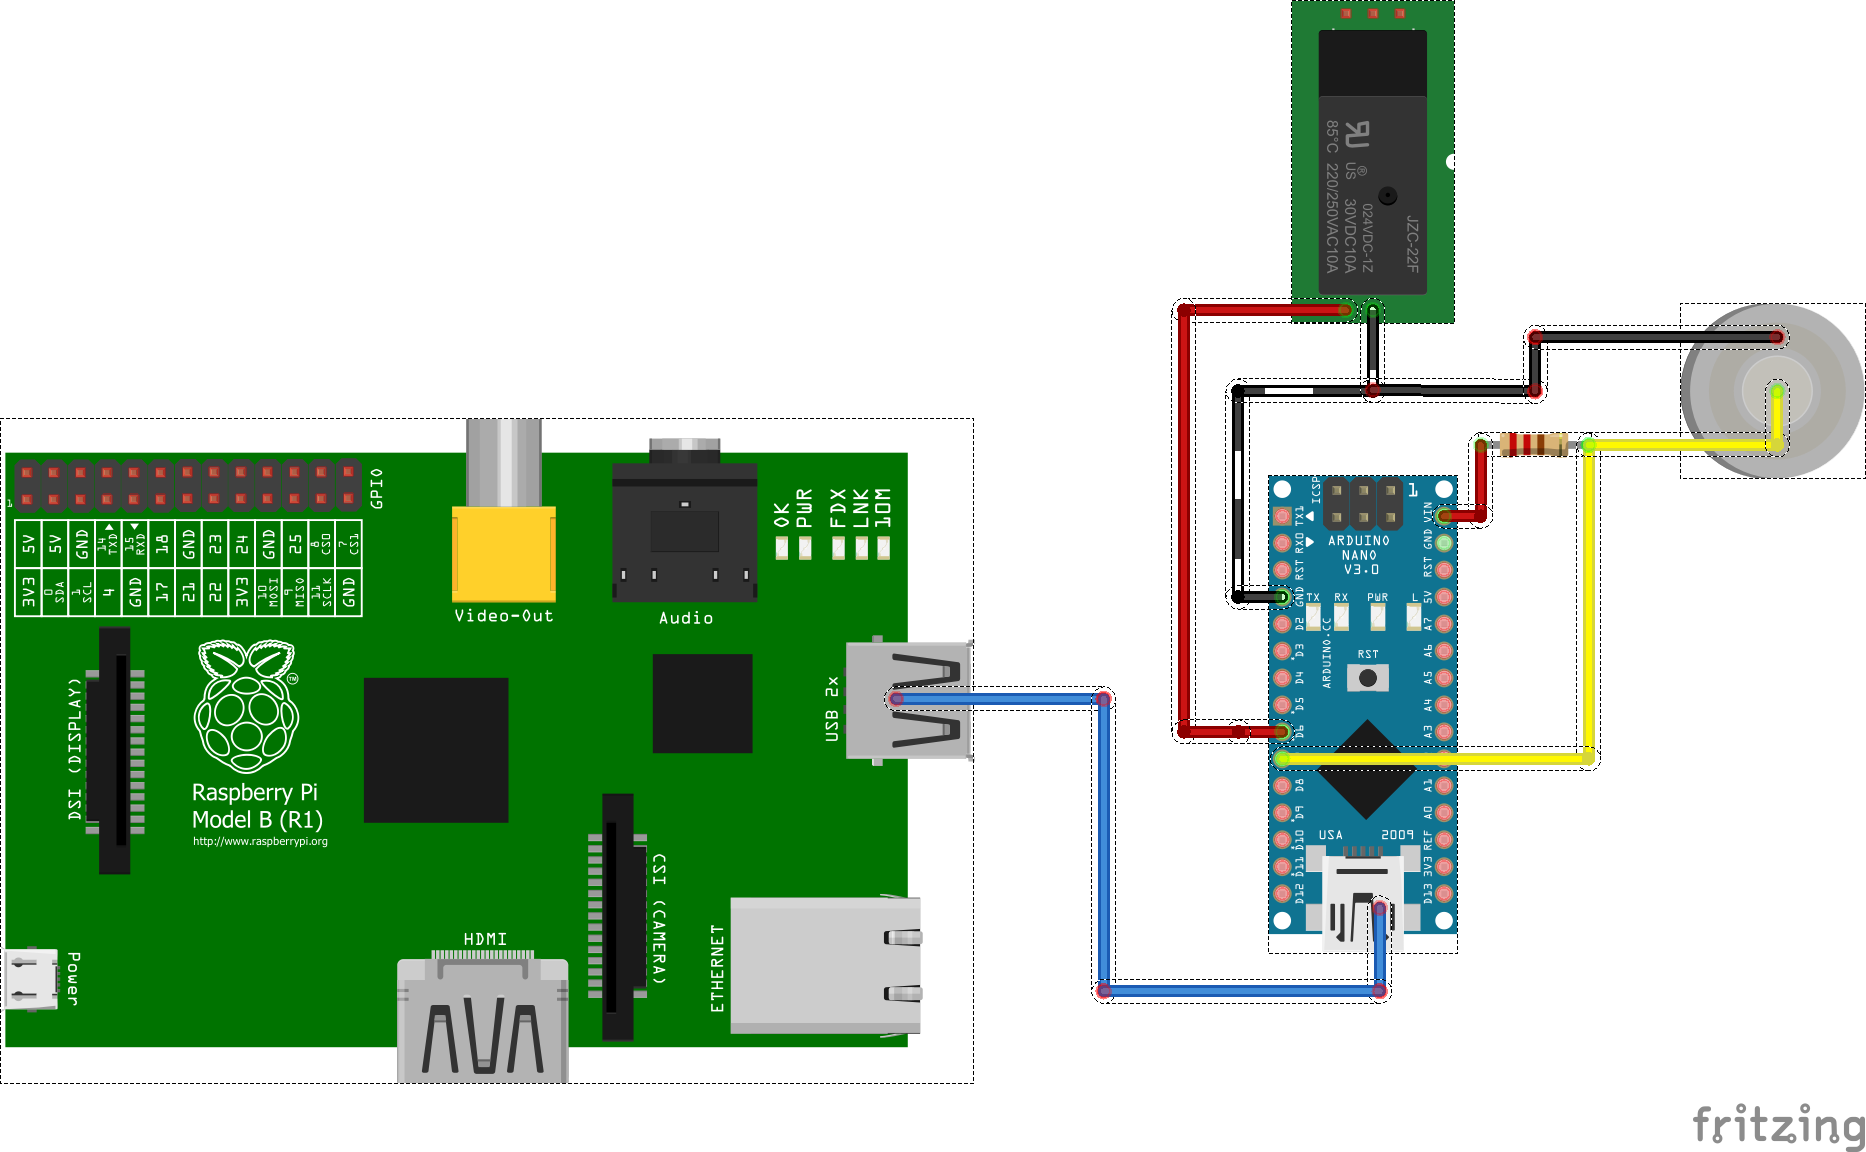 85°C 220/250VAC10A
US ® 30VDC10A
024VDC-1Z
JZC-22F
1
GPIO
5V 5V GND 14 TXD 15 RXD 18 GND 23 24 GND 25 8 CS0 7 CS1
3V3 0 SDA 1 SCL 4 GND 17 21 22 3V3 10 MOSI 9 MISO 11 SCLK GND
Video-Out
Audio
OK
PWR
FDX
LNK
10M
USB 2x
DSI (DISPLAY)
TM
Raspberry Pi
Model B (R1)
http://www.raspberrypi.org
CSI (CAMERA)
HDMI
ETHERNET
Power
ICSP
1
ARDUINO
NANO
V3.0
TX RX PWR L
ARDUINO.CC
RST
USA 2009
TX1
RX0
RST
GND
D2
D3
D4
D5
D6
D8
D9
D10
D11
D12
VIN
GND
RST
5V
A7
A6
A5
A4
A3
A1
A0
REF
3V3
D13
fritzing